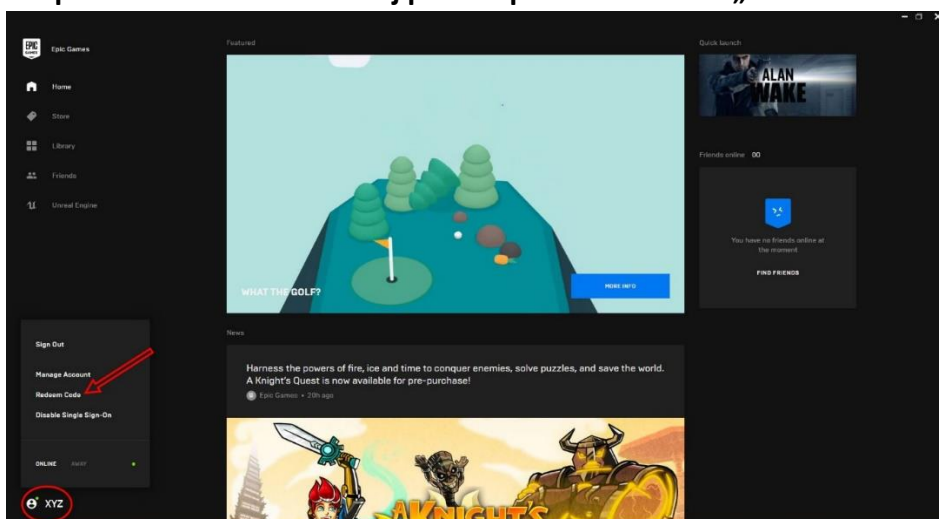 Epic Games
Home
Store
Library
Friends
Unreal Engine
Sign Out
Manage Account
Redeem Code
Disable Single Sign-On
ONLINE AWAY
XYZ
Featured
WHAT THE GOLF?
MORE INFO
News
Harness the powers of fire, ice and time to conquer enemies, solve puzzles, and save the world.
A Knight's Quest is now available for pre-purchase!
Epic Games • 20h ago
A KNIGHT'S
Quick launch
ALAN
WAKE
Friends online 00
You have no friends online at
the moment
FIND FRIENDS